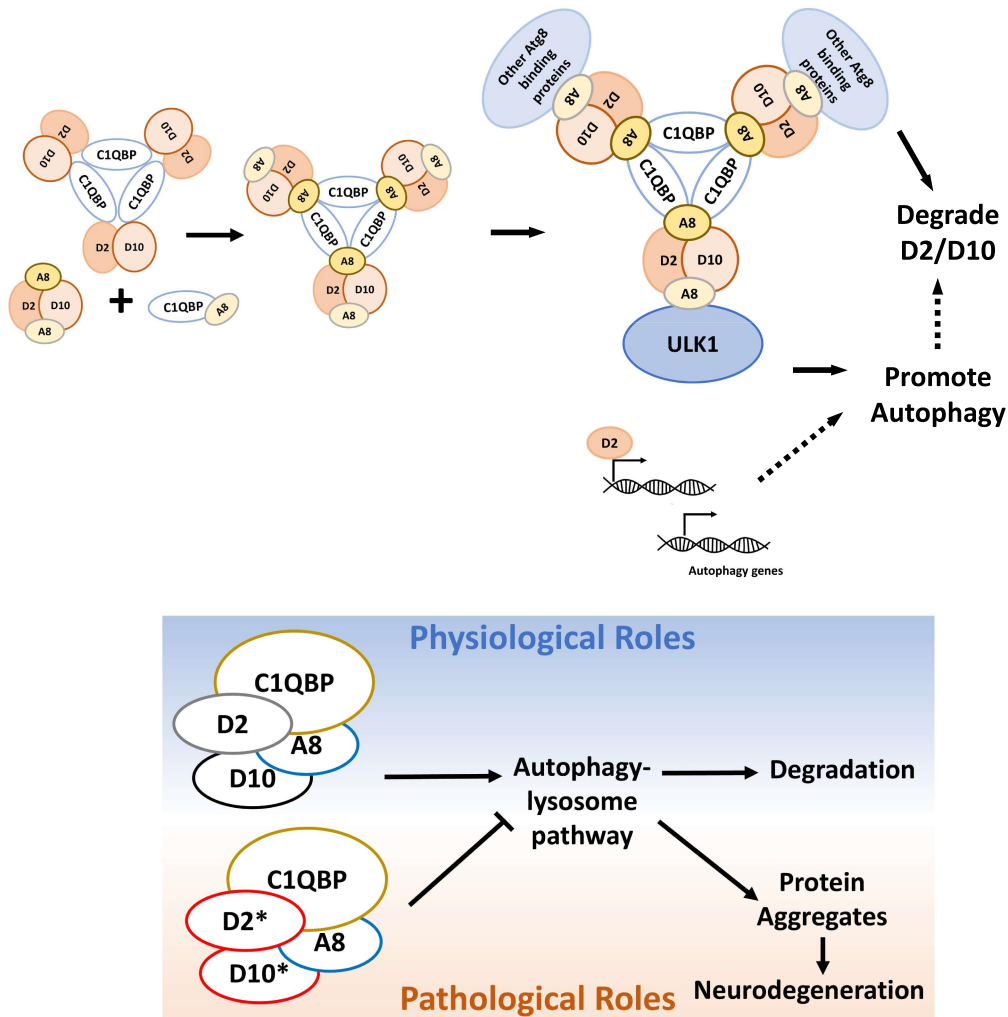 D2
D10
C1QBP
D10
D2
C1QBP
C1QBP
D2
D10
A8
D2
D10
A8
+
C1QBP
A8
A8
D2
D10
A8
C1QBP
D10
A8
D2
A8
C1QBP
C1QBP
A8
D2
D10
A8
Other Atg8
binding
proteins
A8
D2
D10
A8
C1QBP
Other Atg8
binding
proteins
A8
D10
D2
A8
C1QBP
C1QBP
A8
D2
D10
A8
ULK1
Degrade
D2/D10
Promote
Autophagy
D2
Autophagy genes
Physiological Roles
C1QBP
D2
A8
D10
Autophagy-
lysosome
pathway
Degradation
C1QBP
D2*
A8
D10*
Protein
Aggregates
Neurodegeneration
Pathological Roles